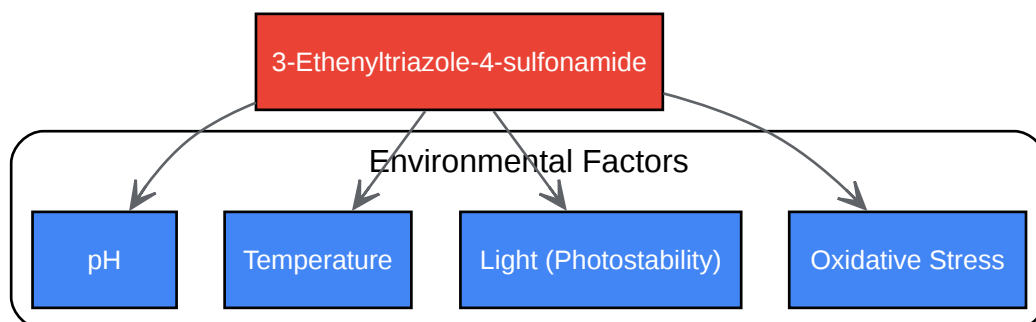 3-Ethenyltriazole-4-sulfonamide
Environmental Factors
pH
Temperature
Light (Photostability)
Oxidative Stress